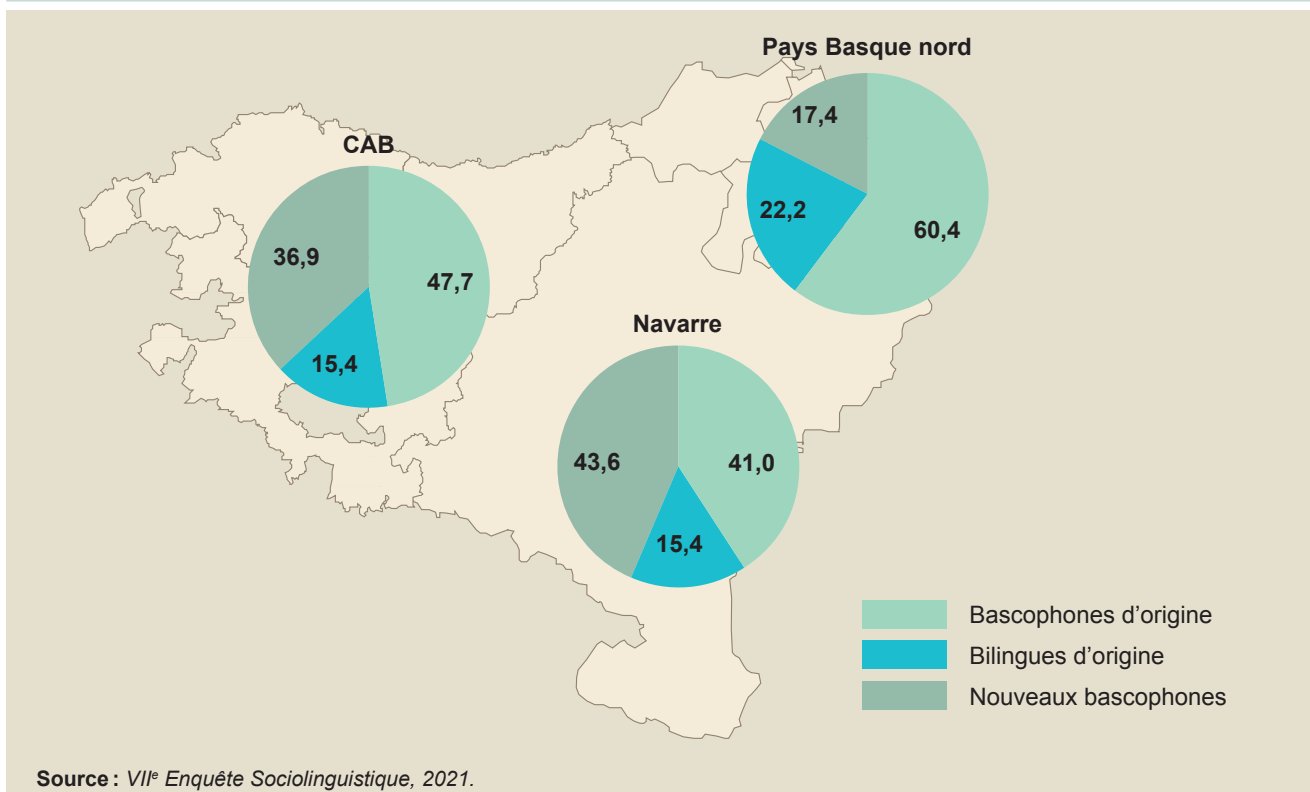 Pays Basque nord
17,4
22,2
60,4
CAB
36,9
47,7
15,4
Navarre
43,6
41,0
15,4
Bascophones d'origine
Bilingues d'origine
Nouveaux bascophones
Source : VIIe Enquête Sociolinguistique, 2021.